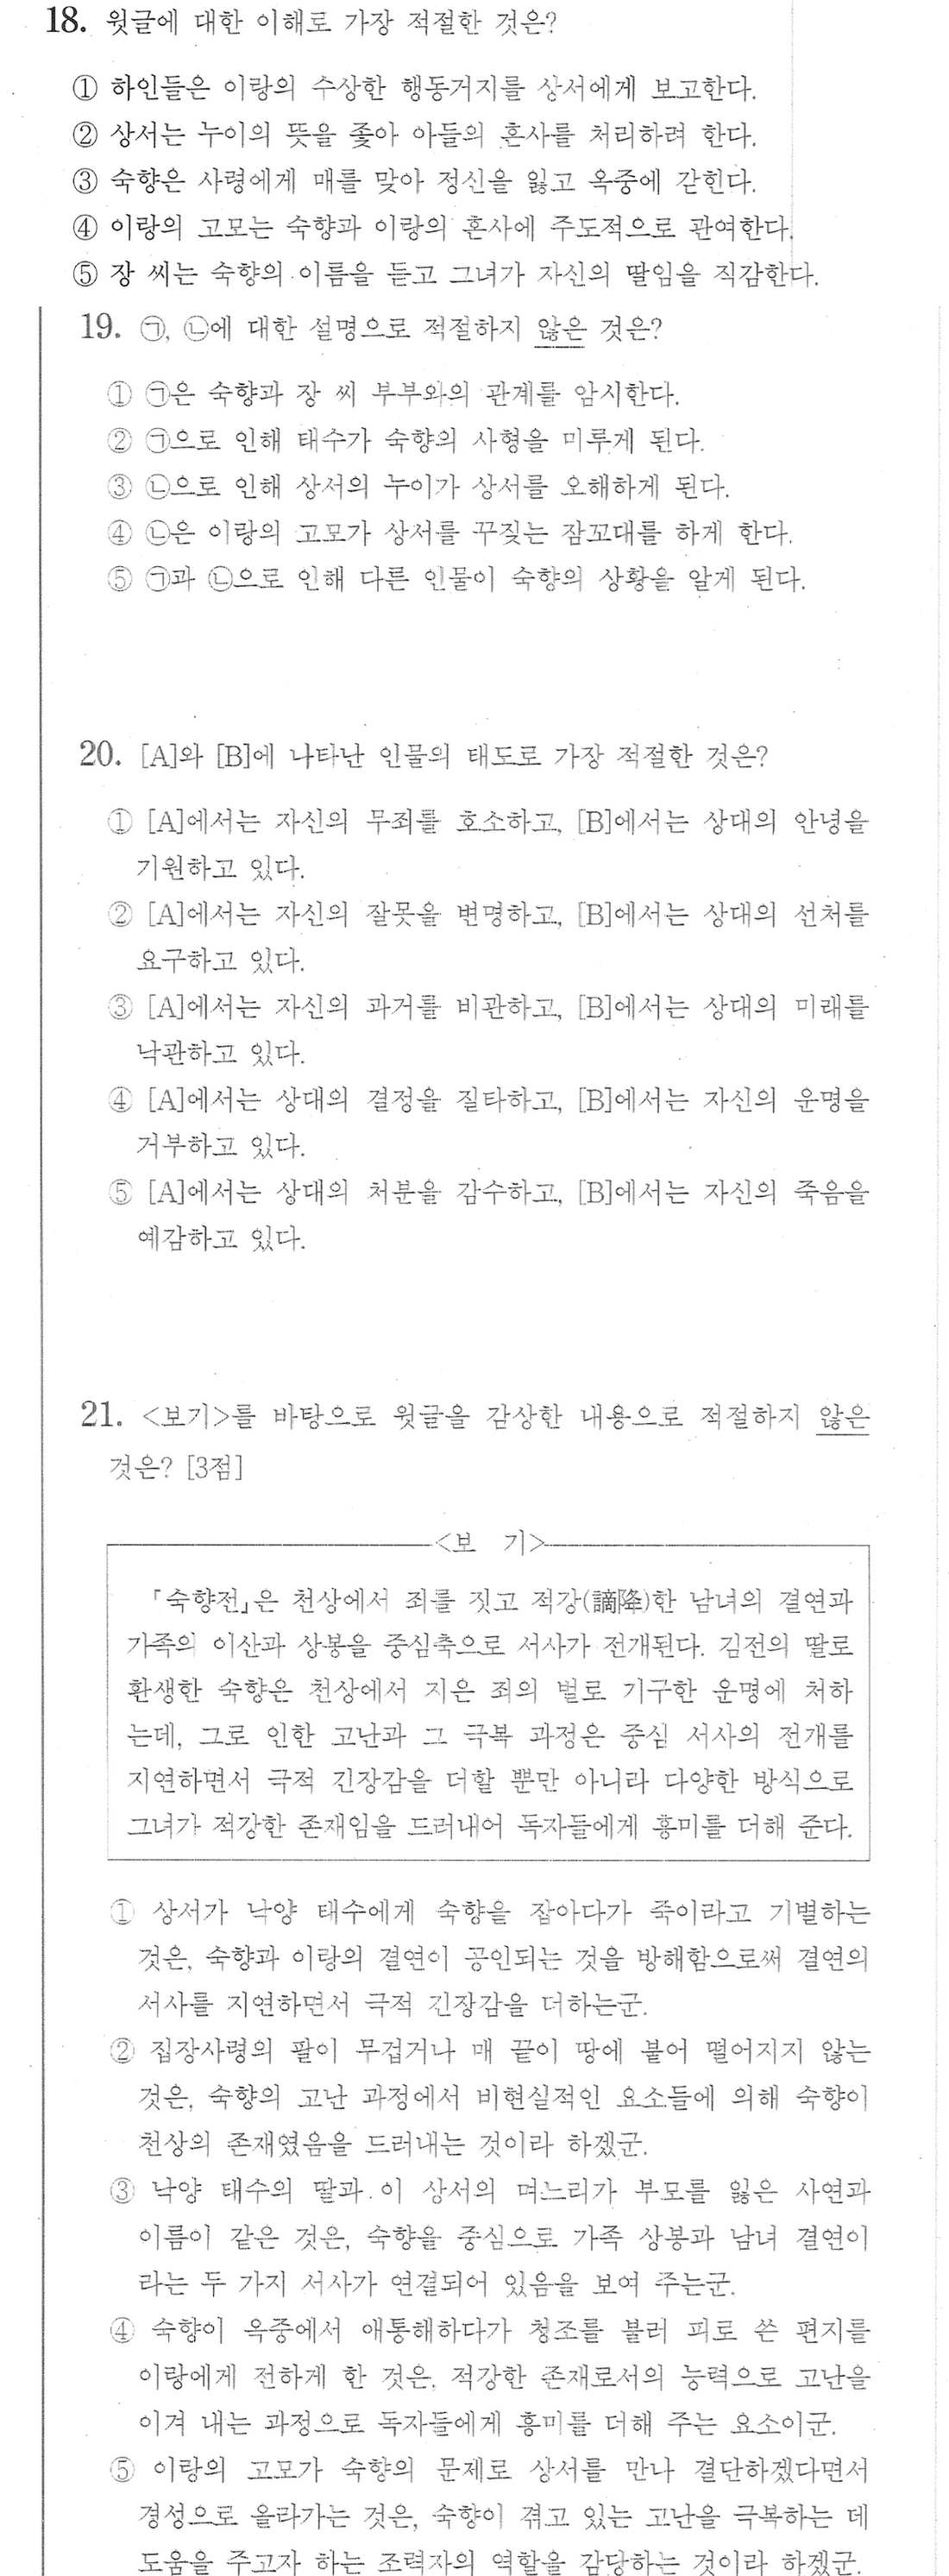 18. 윗글에 대한 이해로 가장 적절한 것은?
① 하인들은 이랑의 수상한 행동거지를 상서에게 보고한다.
② 상서는 누이의 뜻을 좇아 아들의 혼사를 처리하려 한다.
③ 숙향은 사령에게 매를 맞아 정신을 잃고 옥중에 갇힌다.
④ 이랑의 고모는 숙향과 이랑의 혼사에 주도적으로 관여한다.
⑤ 장 씨는 숙향의 이름을 듣고 그녀가 자신의 딸임을 직감한다.
19. ㉠, ㉡에 대한 설명으로 적절하지 않은 것은?
① ㉠은 숙향과 장 씨 부부와의 관계를 암시한다.
② ㉠으로 인해 태수가 숙향의 사형을 미루게 된다.
③ ㉡으로 인해 상서의 누이가 상서를 오해하게 된다.
④ ㉡은 이랑의 고모가 상서를 꾸짖는 잠꼬대를 하게 한다.
⑤ ㉠과 ㉡으로 인해 다른 인물이 숙향의 상황을 알게 된다.
20. [A]와 [B]에 나타난 인물의 태도로 가장 적절한 것은?
① [A]에서는 자신의 무죄를 호소하고, [B]에서는 상대의 안녕을
기원하고 있다.
② [A]에서는 자신의 잘못을 변명하고, [B]에서는 상대의 선처를
요구하고 있다.
③ [A]에서는 자신의 과거를 비관하고, [B]에서는 상대의 미래를
낙관하고 있다.
④ [A]에서는 상대의 결정을 질타하고, [B]에서는 자신의 운명을
거부하고 있다.
⑤ [A]에서는 상대의 처분을 감수하고, [B]에서는 자신의 죽음을
예감하고 있다.
21. <보기>를 바탕으로 윗글을 감상한 내용으로 적절하지 않은
것은? [3점]
<보 기>
「숙향전」은 천상에서 죄를 짓고 적강(謫降)한 남녀의 결연과
가족의 이산과 상봉을 중심축으로 서사가 전개된다. 김전의 딸로
환생한 숙향은 천상에서 지은 죄의 벌로 기구한 운명에 처하
는데, 그로 인한 고난과 그 극복 과정은 중심 서사의 전개를
지연하면서 극적 긴장감을 더할 뿐만 아니라 다양한 방식으로
그녀가 적강한 존재임을 드러내어 독자들에게 흥미를 더해 준다.
① 상서가 낙양 태수에게 숙향을 잡아다가 죽이라고 기별하는
것은, 숙향과 이랑의 결연이 공인되는 것을 방해함으로써 결연의
서사를 지연하면서 극적 긴장감을 더하는군.
② 집장사령의 팔이 무겁거나 매 끝이 땅에 붙어 떨어지지 않는
것은, 숙향의 고난 과정에서 비현실적인 요소들에 의해 숙향이
천상의 존재였음을 드러내는 것이라 하겠군.
③ 낙양 태수의 딸과 이 상서의 며느리가 부모를 잃은 사연과
이름이 같은 것은, 숙향을 중심으로 가족 상봉과 남녀 결연이
라는 두 가지 서사가 연결되어 있음을 보여 주는군.
④ 숙향이 옥중에서 애통해하다가 청조를 불러 피로 쓴 편지를
이랑에게 전하게 한 것은, 적강한 존재로서의 능력으로 고난을
이겨 내는 과정으로 독자들에게 흥미를 더해 주는 요소이군.
⑤ 이랑의 고모가 숙향의 문제로 상서를 만나 결단하겠다면서
경성으로 올라가는 것은, 숙향이 겪고 있는 고난을 극복하는 데
도움을 주고자 하는 조력자의 역할을 감당하는 것이라 하겠군.